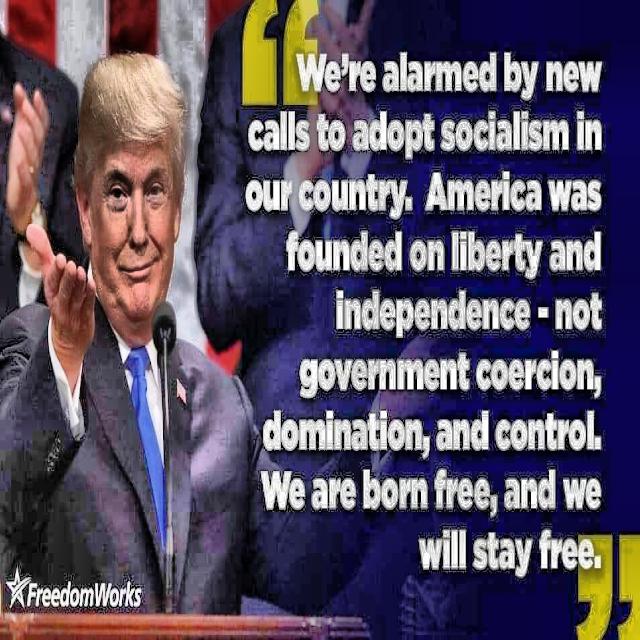 We're alarmed by new
calls to adopt socialism in
our country. America was
founded on liberty and
independence - not
government coercion,
domination, and control.
We are born free, and we
will stay free.
FreedomWorks